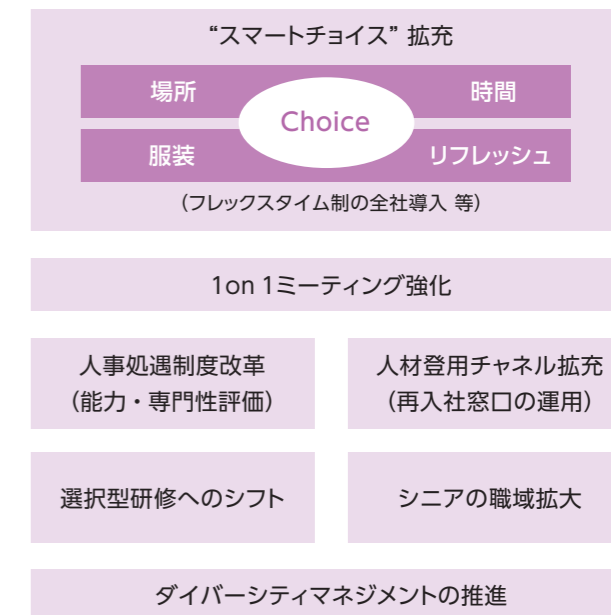 “スマートチョイス” 拡充
場所
時間
Choice
服装
リフレッシュ
（フレックスタイム制の全社導入 等）
1on 1ミーティング強化
人事処遇制度改革
（能力・専門性評価）
人材登用チャネル拡充
（再入社窓口の運用）
選択型研修へのシフト
シニアの職域拡大
ダイバーシティマネジメントの推進